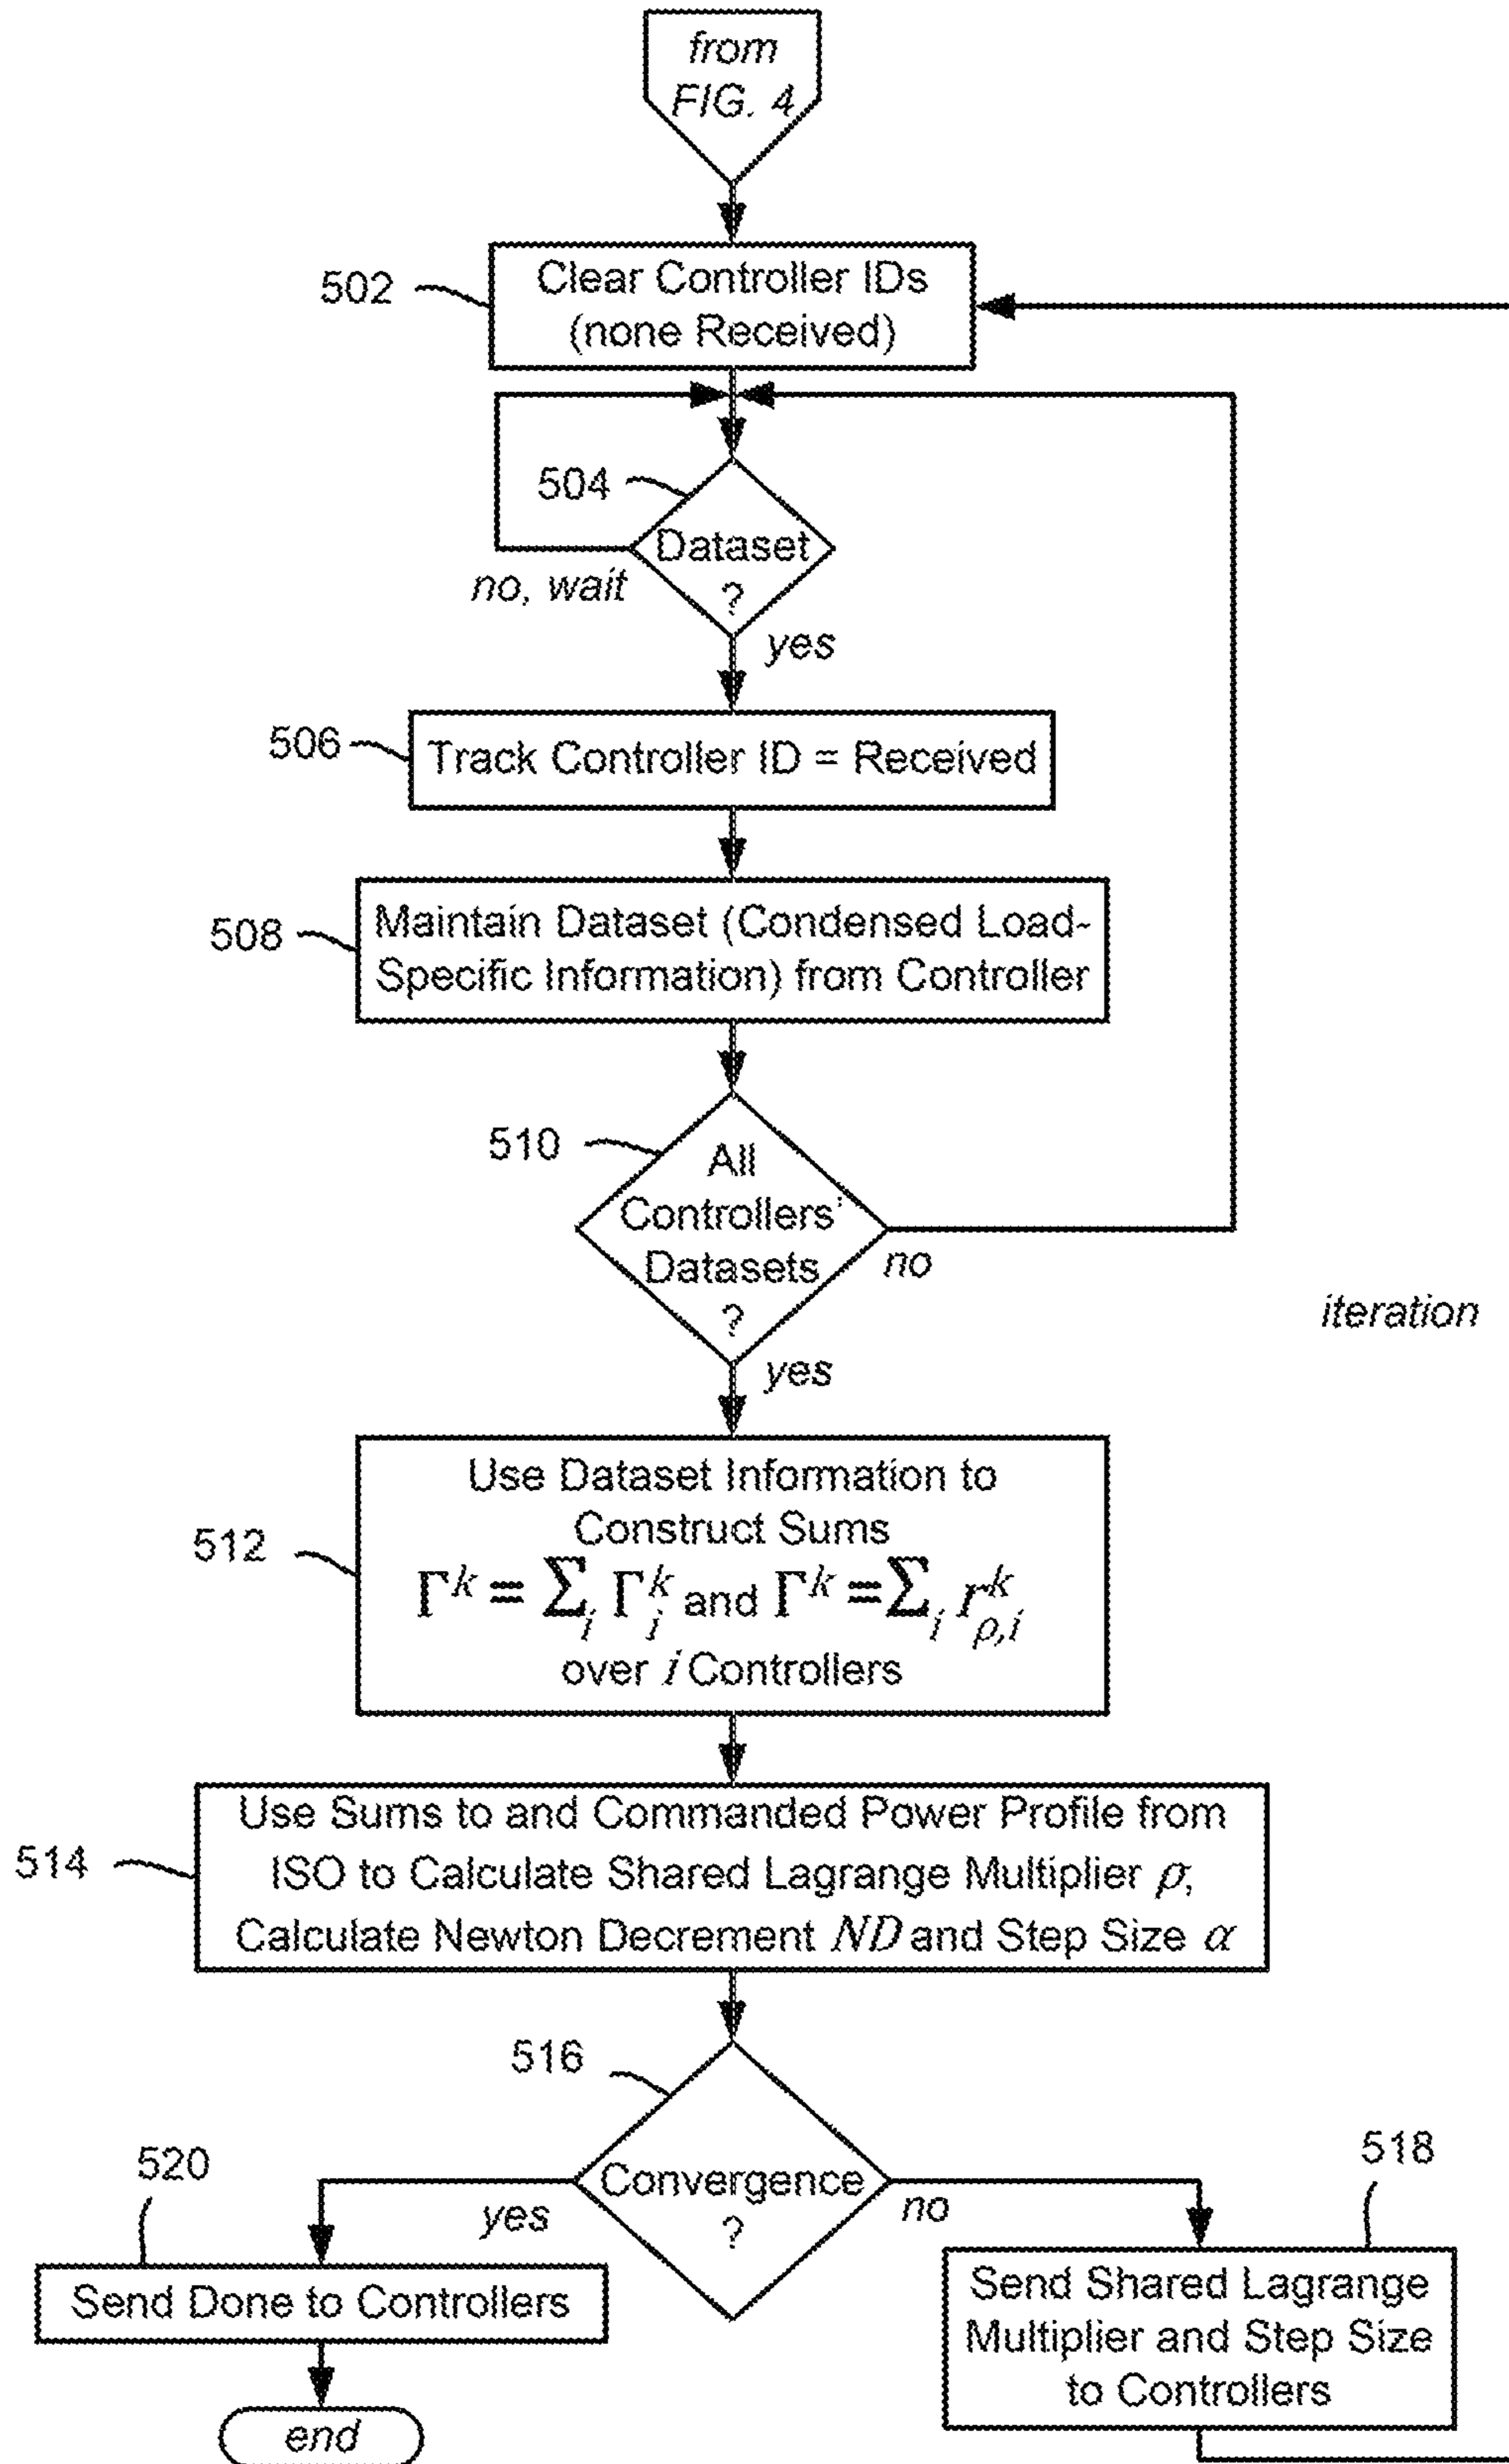 from
FIG. 4
502
Clear Controller IDs
(none Received)
504
Dataset
?
no, wait
yes
506
Track Controller ID = Received
508
Maintain Dataset (Condensed Load-
Specific Information) from Controller
510
All
Controllers'
Datasets
?
no
iteration
yes
512
Use Dataset Information to
Construct Sums
Γ^k = Σ_i Γ_i^k and Γ^k = Σ_i r_{ρ,i}^k
over i Controllers
514
Use Sums to and Commanded Power Profile from
ISO to Calculate Shared Lagrange Multiplier ρ,
Calculate Newton Decrement ND and Step Size α
516
Convergence
?
yes
no
520
Send Done to Controllers
end
518
Send Shared Lagrange
Multiplier and Step Size
to Controllers